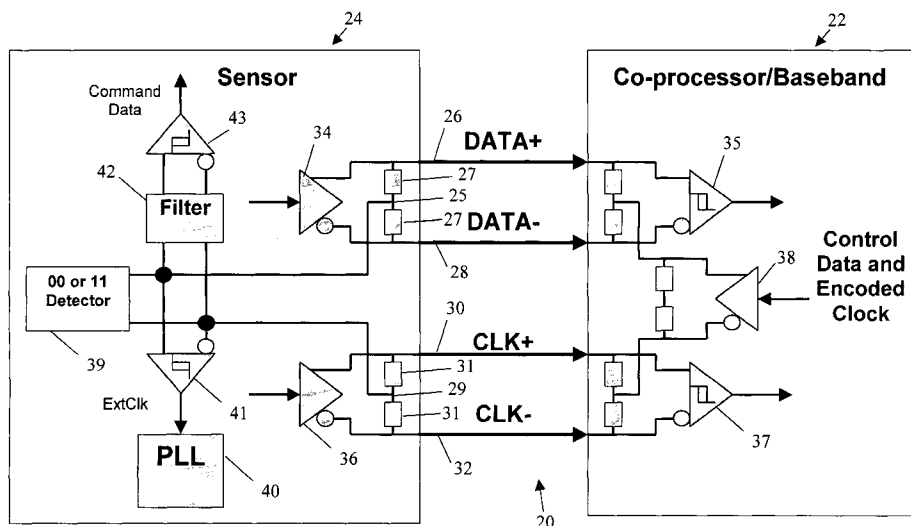 24
22
Sensor
Co-processor/Baseband
Command
Data
43
34
26
DATA+
35
42
27
25
Filter
27
DATA-
28
38
Control
Data and
Encoded
Clock
00 or 11
Detector
39
30
CLK+
31
29
31
CLK-
41
ExtClk
36
32
37
PLL
40
20